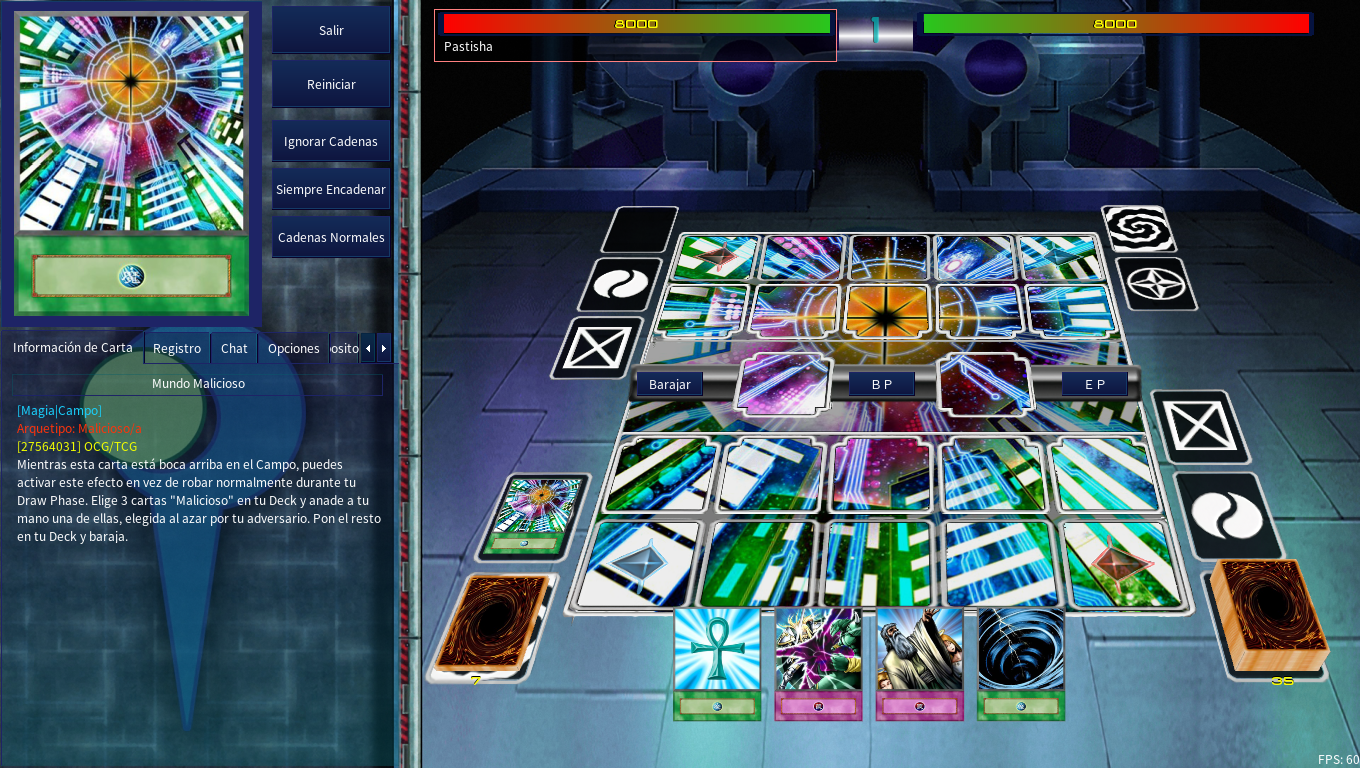 Salir
Reiniciar
Ignorar Cadenas
Siempre Encadenar
Cadenas Normales
8000
1
8000
Pastisha
Información de Carta
Registro
Chat
Opciones
osito
Mundo Malicioso
[Magia|Campo]
Arquetipo: Malicioso/a
[27564031] OCG/TCG
Mientras esta carta está boca arriba en el Campo, puedes
activar este efecto en vez de robar normalmente durante tu
Draw Phase. Elige 3 cartas "Malicioso" en tu Deck y anade a tu
mano una de ellas, elegida al azar por tu adversario. Pon el resto
en tu Deck y baraja.
Barajar
B P
E P
7
35
FPS: 60